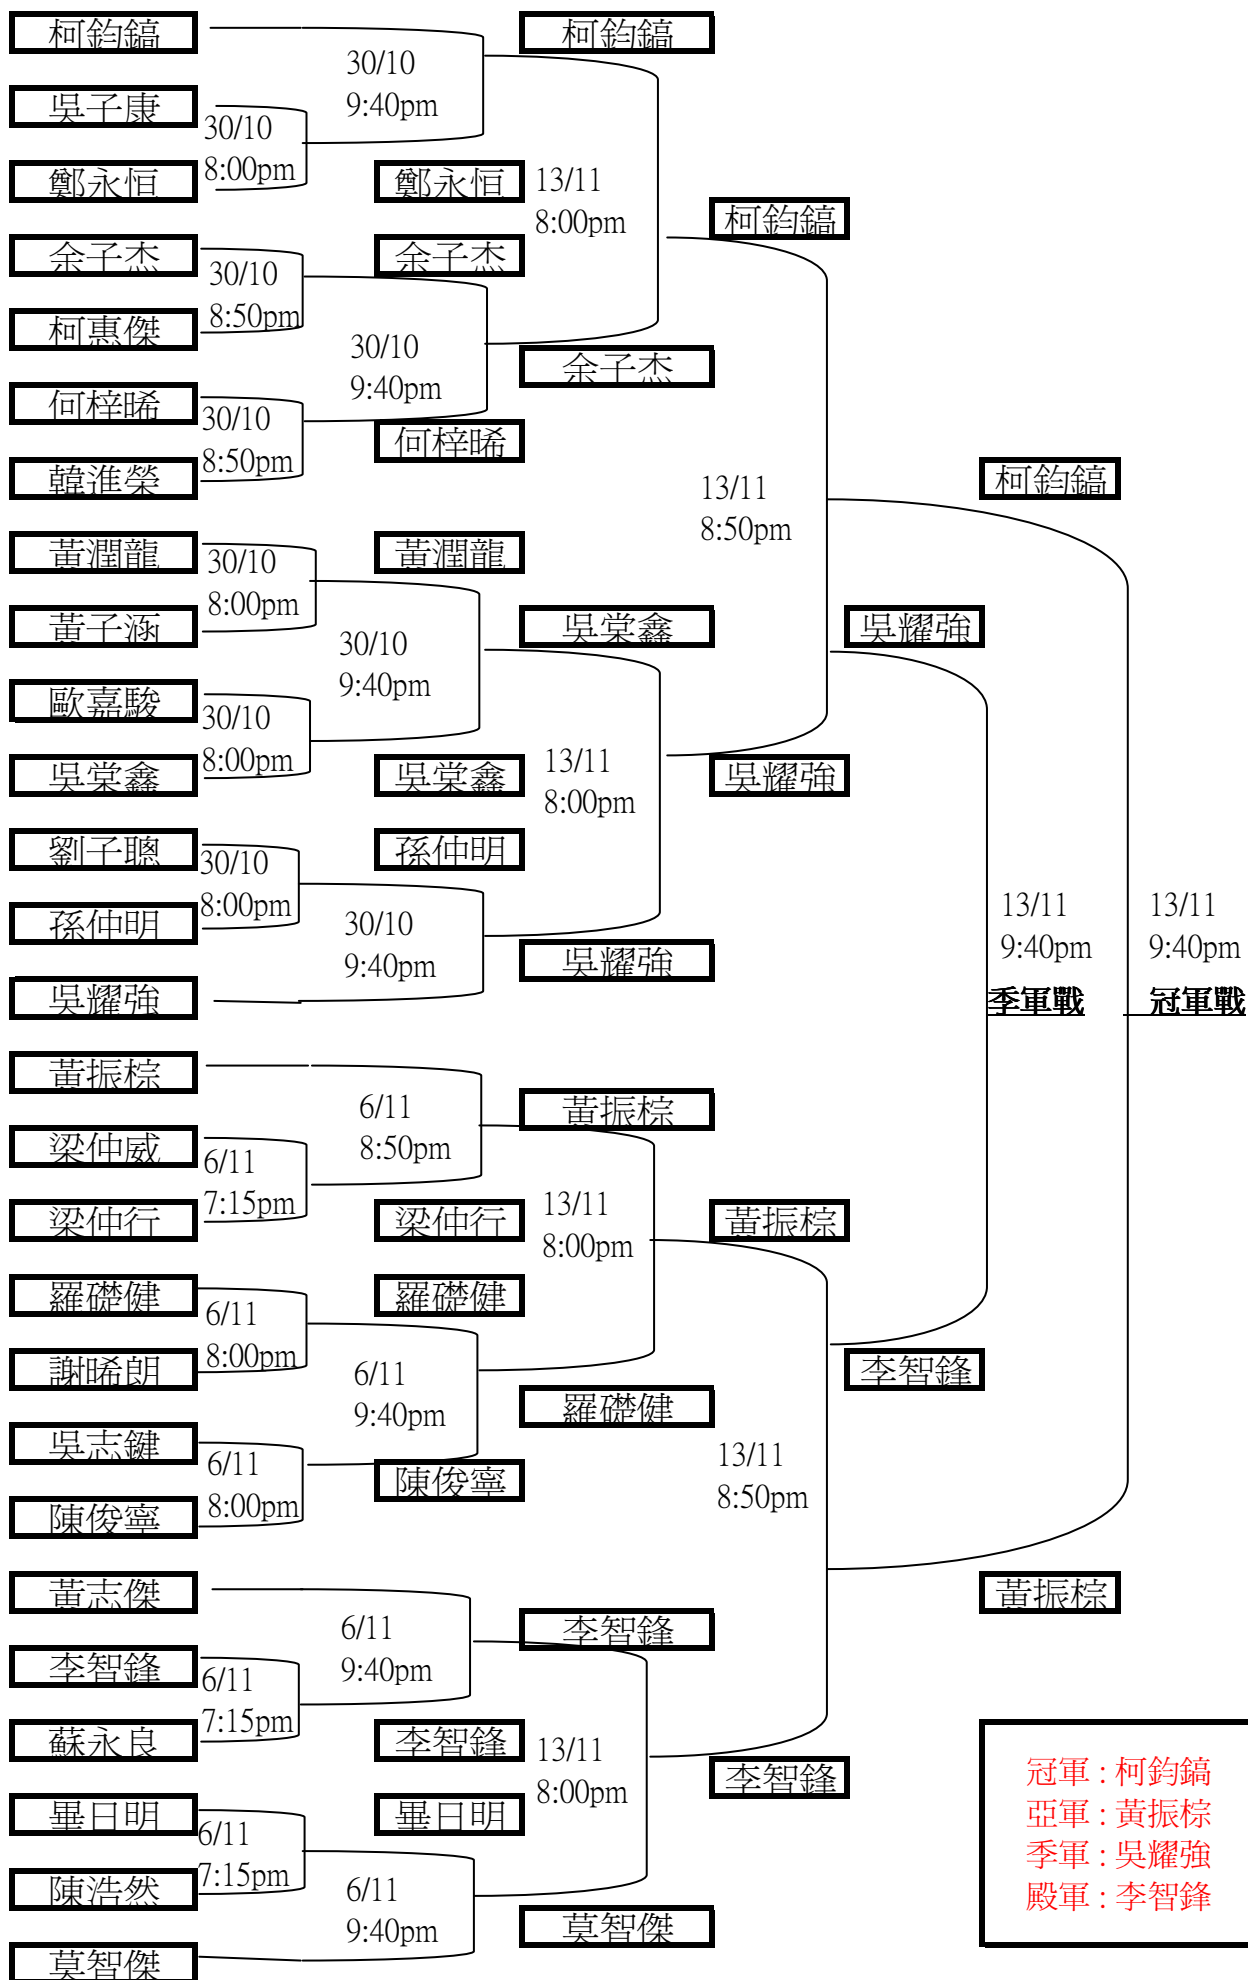 柯鈞鎬
吳子康
鄭永恒
余子杰
柯惠傑
何梓晞
韓進榮
黃潤龍
黃子涵
歐嘉駿
吳棠鑫
劉子聰
孫仲明
吳耀強
黃振棕
梁仲威
梁仲行
羅礎健
謝晞朗
吳志鍵
陳俊寧
黃志傑
李智鋒
蘇永良
畢日明
陳浩然
莫智傑
30/10
8:00pm
30/10
8:50pm
30/10
8:50pm
30/10
8:00pm
30/10
8:00pm
30/10
8:00pm
6/11
7:15pm
6/11
8:00pm
6/11
8:00pm
6/11
7:15pm
6/11
7:15pm
30/10
9:40pm
鄭永恒
余子杰
30/10
9:40pm
何梓晞
黃潤龍
30/10
9:40pm
吳棠鑫
孫仲明
30/10
9:40pm
6/11
8:50pm
梁仲行
羅礎健
6/11
9:40pm
陳俊寧
6/11
9:40pm
李智鋒
畢日明
6/11
9:40pm
柯鈞鎬
13/11
8:00pm
余子杰
吳棠鑫
13/11
8:00pm
吳耀強
黃振棕
13/11
8:00pm
羅礎健
李智鋒
13/11
8:00pm
莫智傑
柯鈞鎬
13/11
8:50pm
吳耀強
黃振棕
13/11
8:50pm
李智鋒
吳耀強
李智鋒
13/11
9:40pm
季軍戰
柯鈞鎬
13/11
9:40pm
冠軍戰
黃振棕
冠軍 : 柯鈞鎬
亞軍 : 黃振棕
季軍 : 吳耀強
殿軍 : 李智鋒